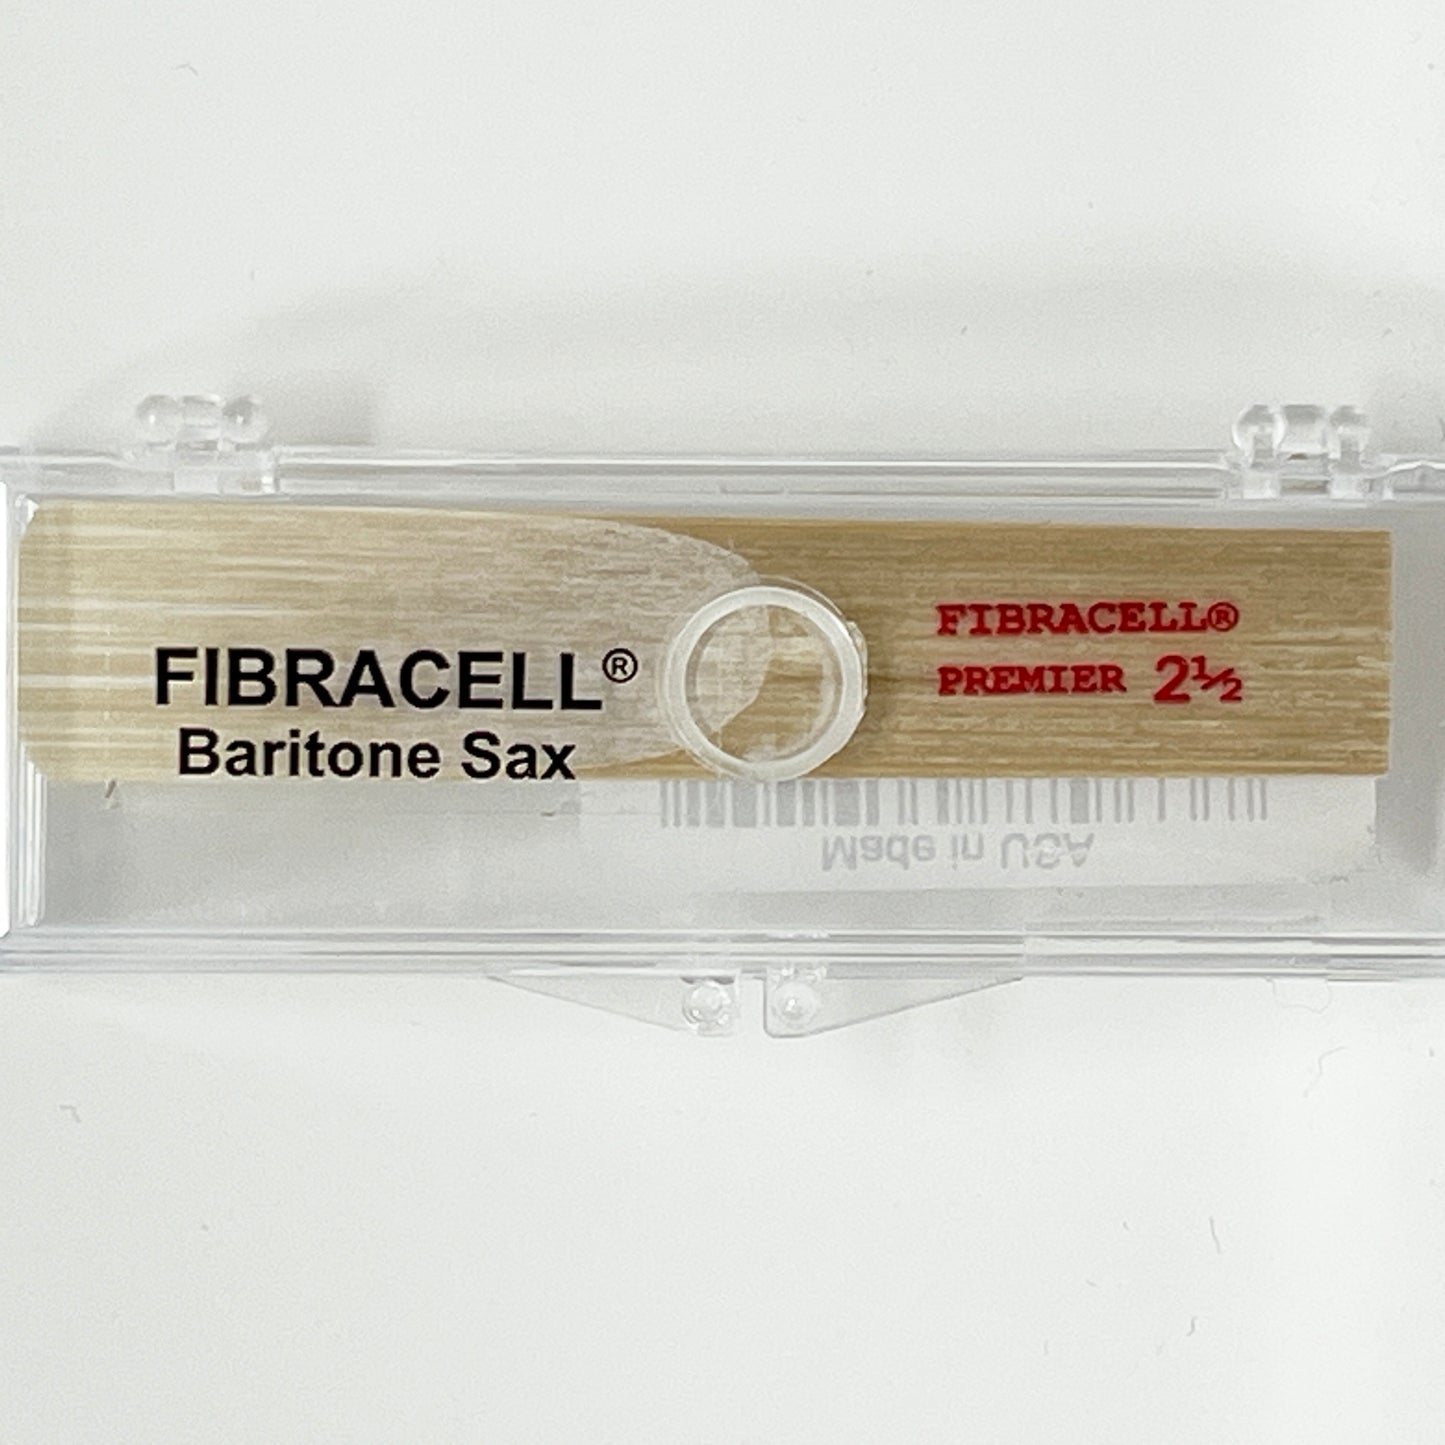 FIBRACELL®
Baritone Sax
FIBRACELL®
PREMIER 2½
Made in USA